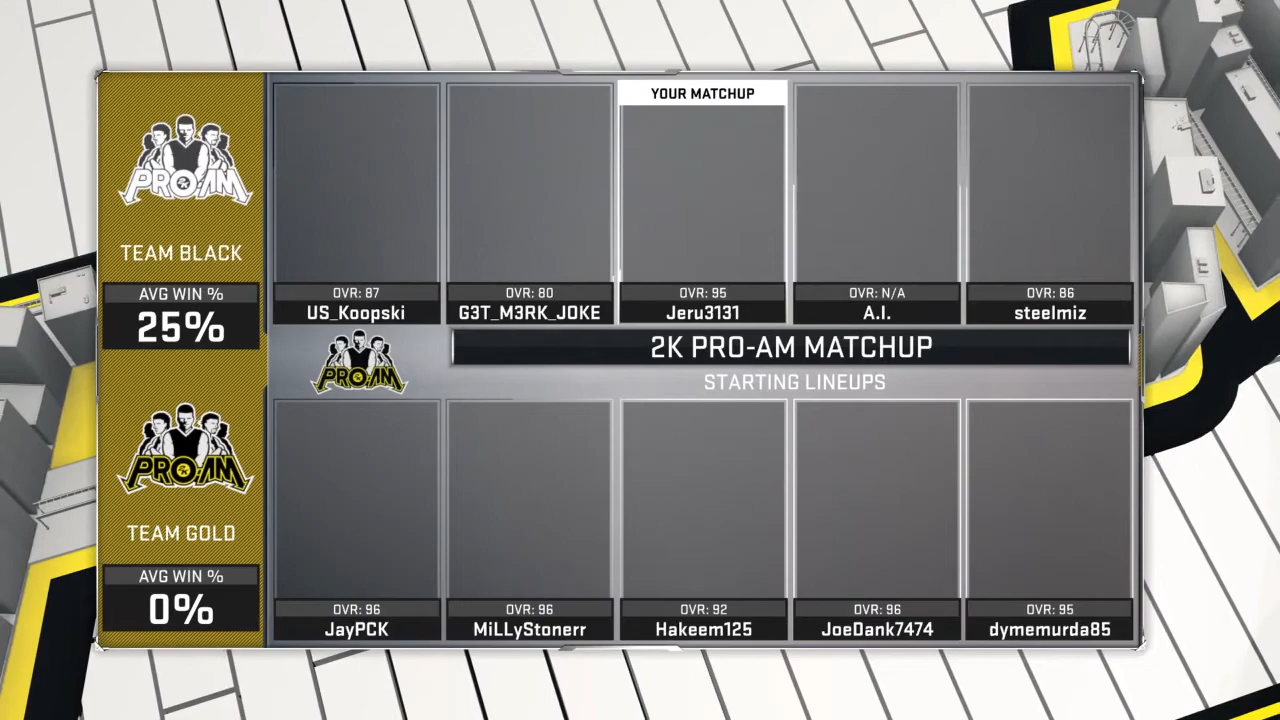 YOUR MATCHUP
PRO-AM
TEAM BLACK
AVG WIN %
25%
OVR: 87
US_Koopski
OVR: 80
G3T_M3RK_JOKE
OVR: 95
Jeru3131
OVR: N/A
A.I.
OVR: 86
steelmiz
PRO-AM
2K PRO-AM MATCHUP
STARTING LINEUPS
PRO-AM
TEAM GOLD
AVG WIN %
0%
OVR: 96
JayPCK
OVR: 96
MiLLyStonerr
OVR: 92
Hakeem125
OVR: 96
JoeDank7474
OVR: 95
dymemurda85